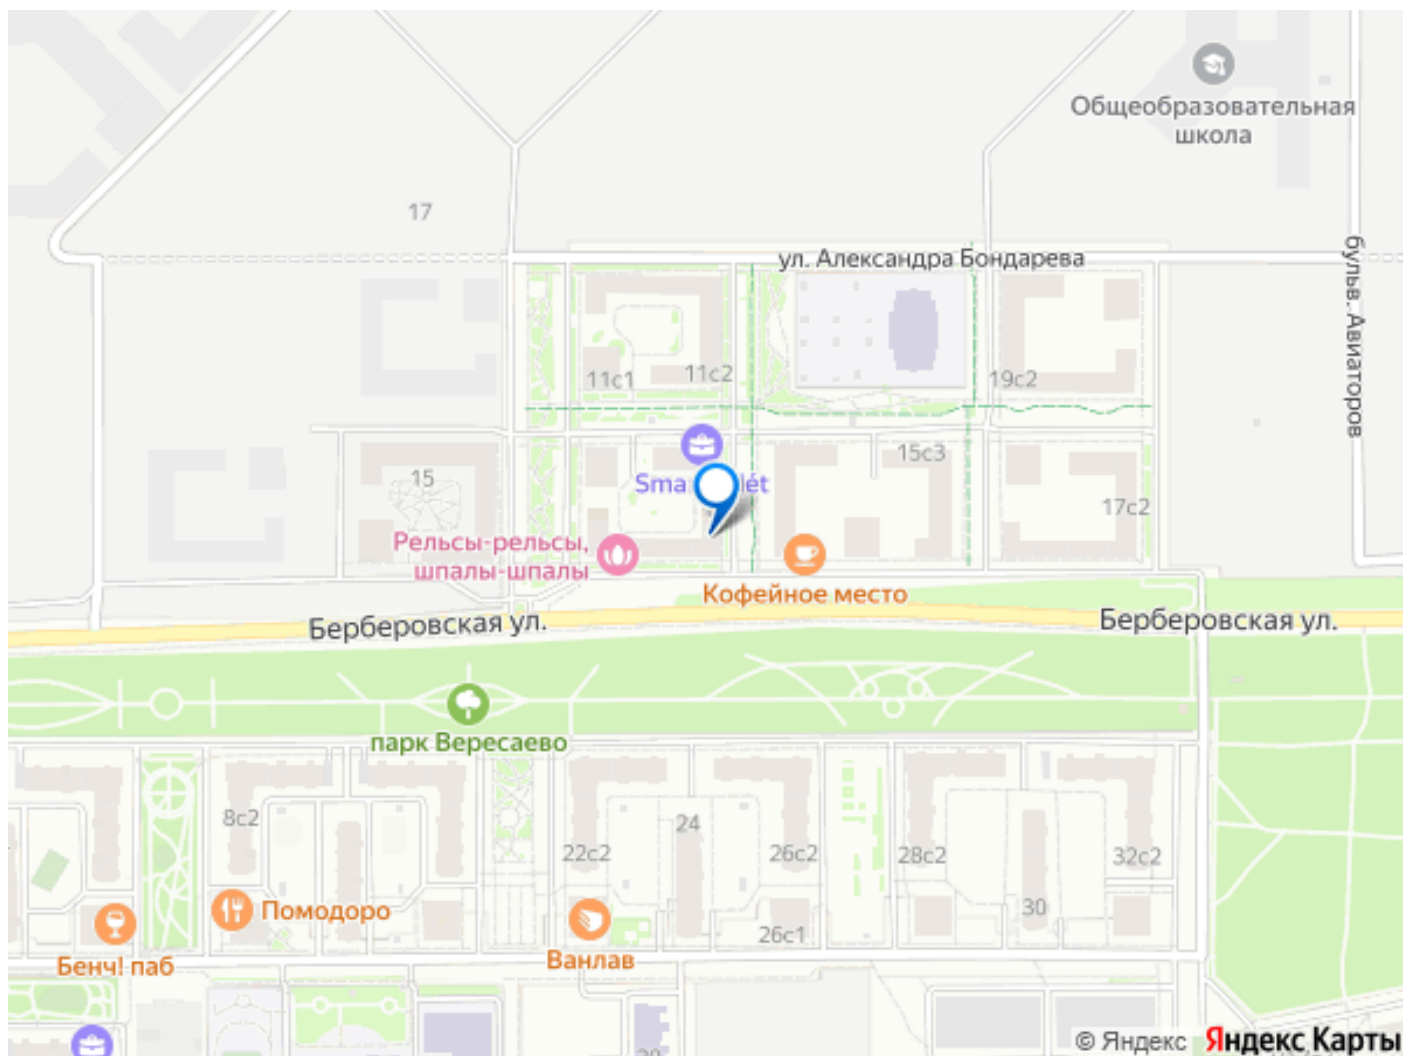 Общеобразовательная
школа
17
ул. Александра Бондарева
бульв. Авиаторов
11с1
11с2
19с2
15
Sma
lét
15с3
17с2
Рельсы-рельсы,
шпалы-шпалы
Кофейное место
Берберовская ул.
Берберовская ул.
парк Вересаево
8с2
24
22с2
26с2
28с2
32с2
Помодоро
30
26с1
Бенч! паб
Ванлав
© Яндекс Яндекс Карты